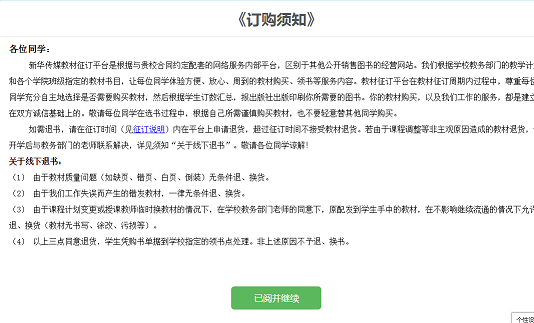 《订购须知》
各位同学：
新华传媒教材征订平台是根据与贵校合同约定配套的网络服务内部平台，区别于其他公开销售图书的经营网站。我们根据学校教务部门的教学计
和各个学院班级指定的教材书目，让每位同学体验方便、放心、周到的教材购买、领书等服务内容。教材征订平台在教材征订周期内过程中，尊重每位
同学充分自主地选择是否需要购买教材，然后根据学生订数汇总，报出版社出版印刷你所需要的图书。你的教材购买，以及我们工作的服务，都是建立
在双方诚信基础上的，敬请每位同学在选书过程中，根据自己所需谨慎购买教材，也不要轻意替其他同学购买。
如需退书，请在征订时间（见征订说明）内在平台上申请退货，超过征订时间不接受教材退货。若由于课程调整等非主观原因造成的教材退货，
开学后与教务部门的老师联系解决，详见须知“关于线下退书”。敬请各位同学谅解！
关于线下退书。
（1） 由于教材质量问题（如缺页、错页、白页、倒装）无条件退、换货。
（2） 由于我们工作失误而产生的错发教材，一律无条件退、换货。
（3） 由于课程计划变更或授课教师临时换教材的情况下，在学校教务部门老师的同意下，原配发到学生手中的教材，在不影响继续流通的情况下允许
退、换货（教材无书写、涂改、污损等）。
（4） 以上三点同意退货，学生凭购书单据到学校指定的领书点处理。非上述原因不予退、换书。
已阅并继续
个性设